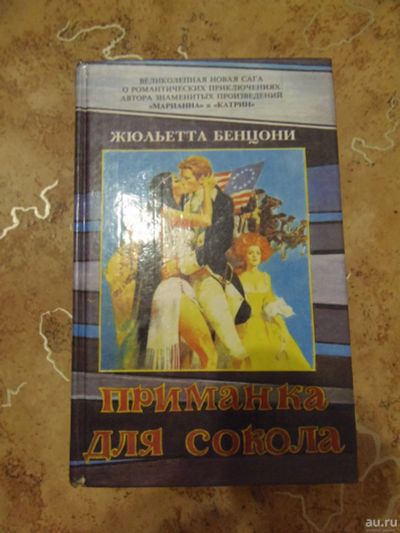 ВЕЛИКОЛЕПНАЯ НОВАЯ САГА
О РОМАНТИЧЕСКИХ ПРИКЛЮЧЕНИЯХ
АВТОРА ЗНАМЕНИТЫХ ПРОИЗВЕДЕНИЙ
«МАРИАННА» и «КАТРИН»
ЖЮЛЬЕТТА БЕНЦОНИ
ПРИМАНКА
ДЛЯ СОКОЛА
au.ru